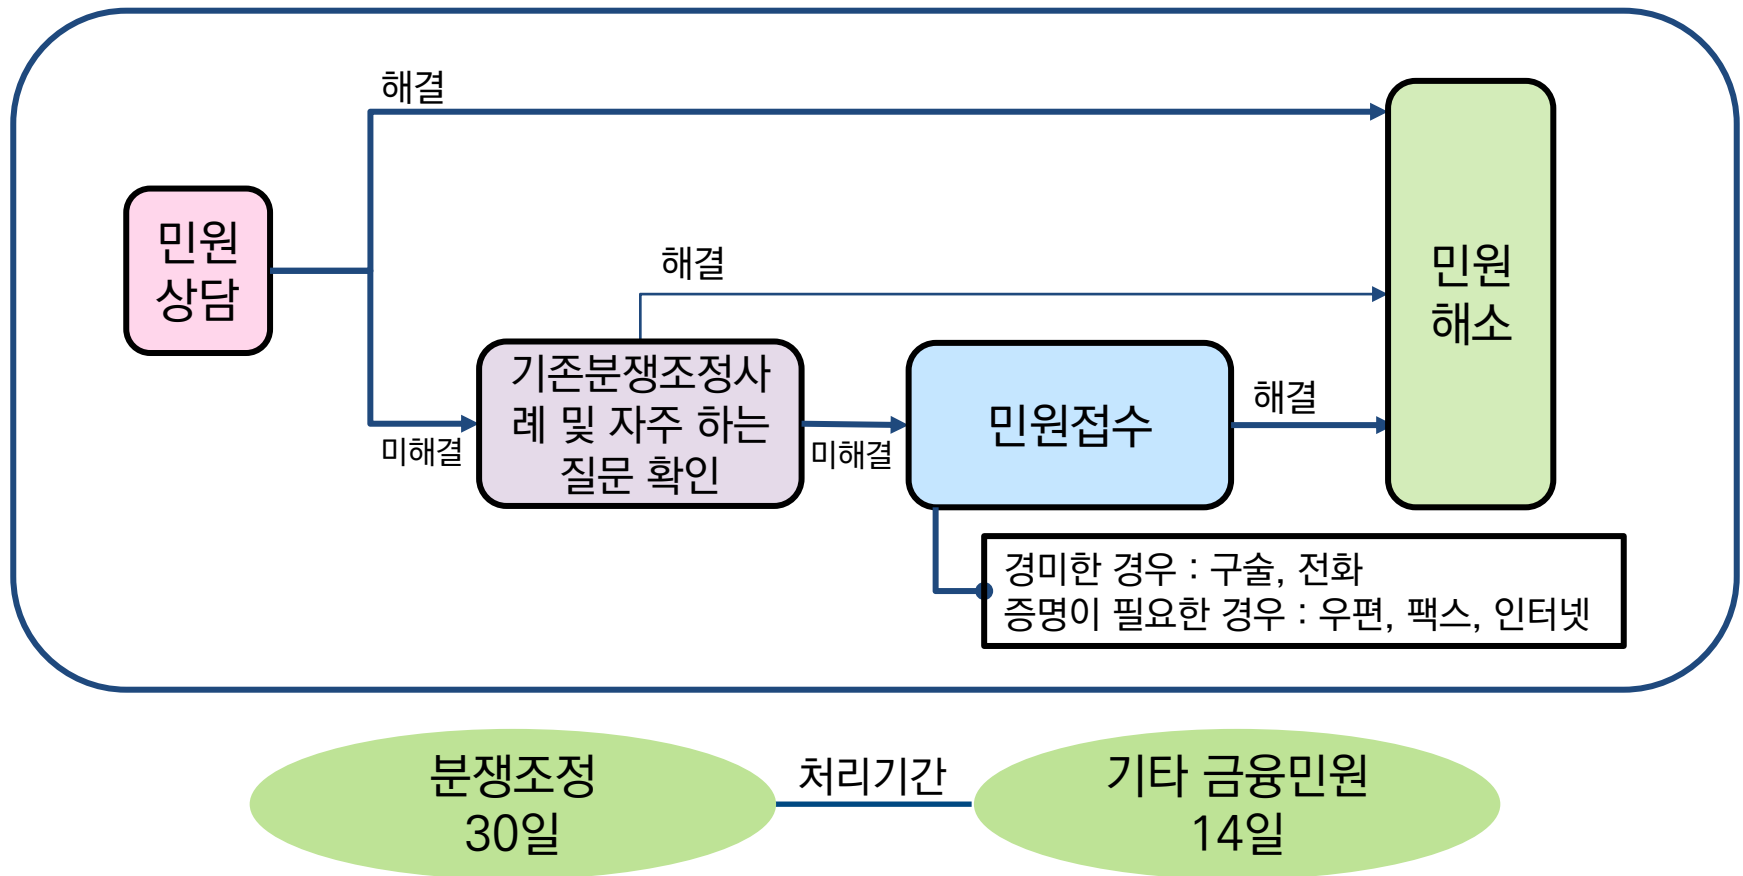 해결
민원
상담
해결
민원
해소
기존분쟁조정사
례 및 자주 하는
질문 확인
미해결
민원접수
미해결
해결
경미한 경우 : 구술, 전화
증명이 필요한 경우 : 우편, 팩스, 인터넷
분쟁조정
30일
처리기간
기타 금융민원
14일